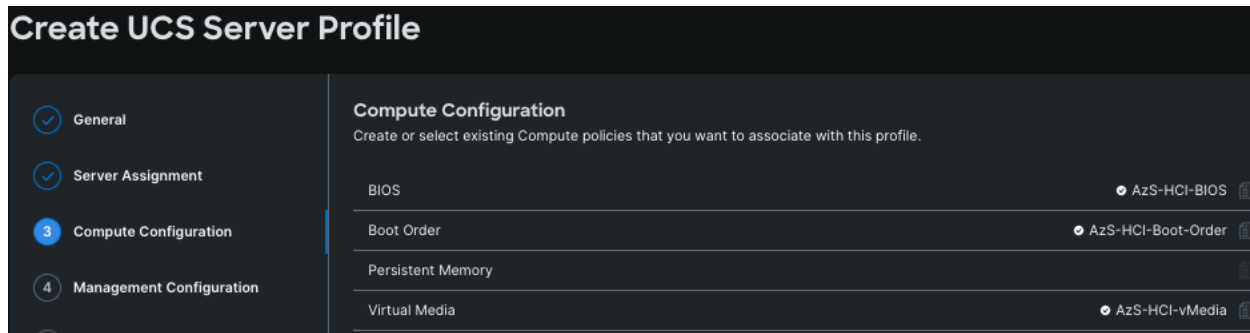 Create UCS Server Profile
General
Server Assignment
3 Compute Configuration
4 Management Configuration
Compute Configuration
Create or select existing Compute policies that you want to associate with this profile.
BIOS AzS-HCI-BIOS
Boot Order AzS-HCI-Boot-Order
Persistent Memory
Virtual Media AzS-HCI-vMedia